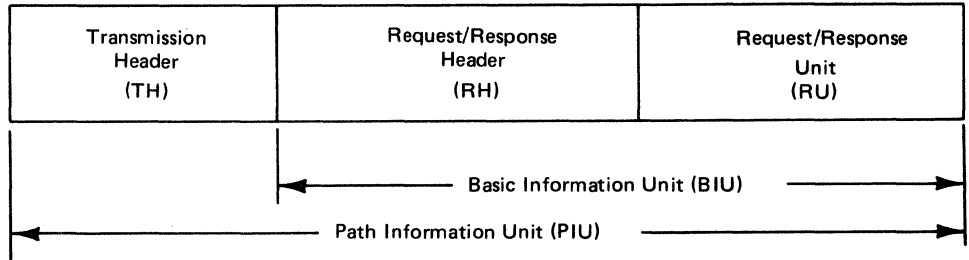 Transmission
Header
(TH)
Request/Response
Header
(RH)
Request/Response
Unit
(RU)
Basic Information Unit (BIU)
Path Information Unit (PIU)